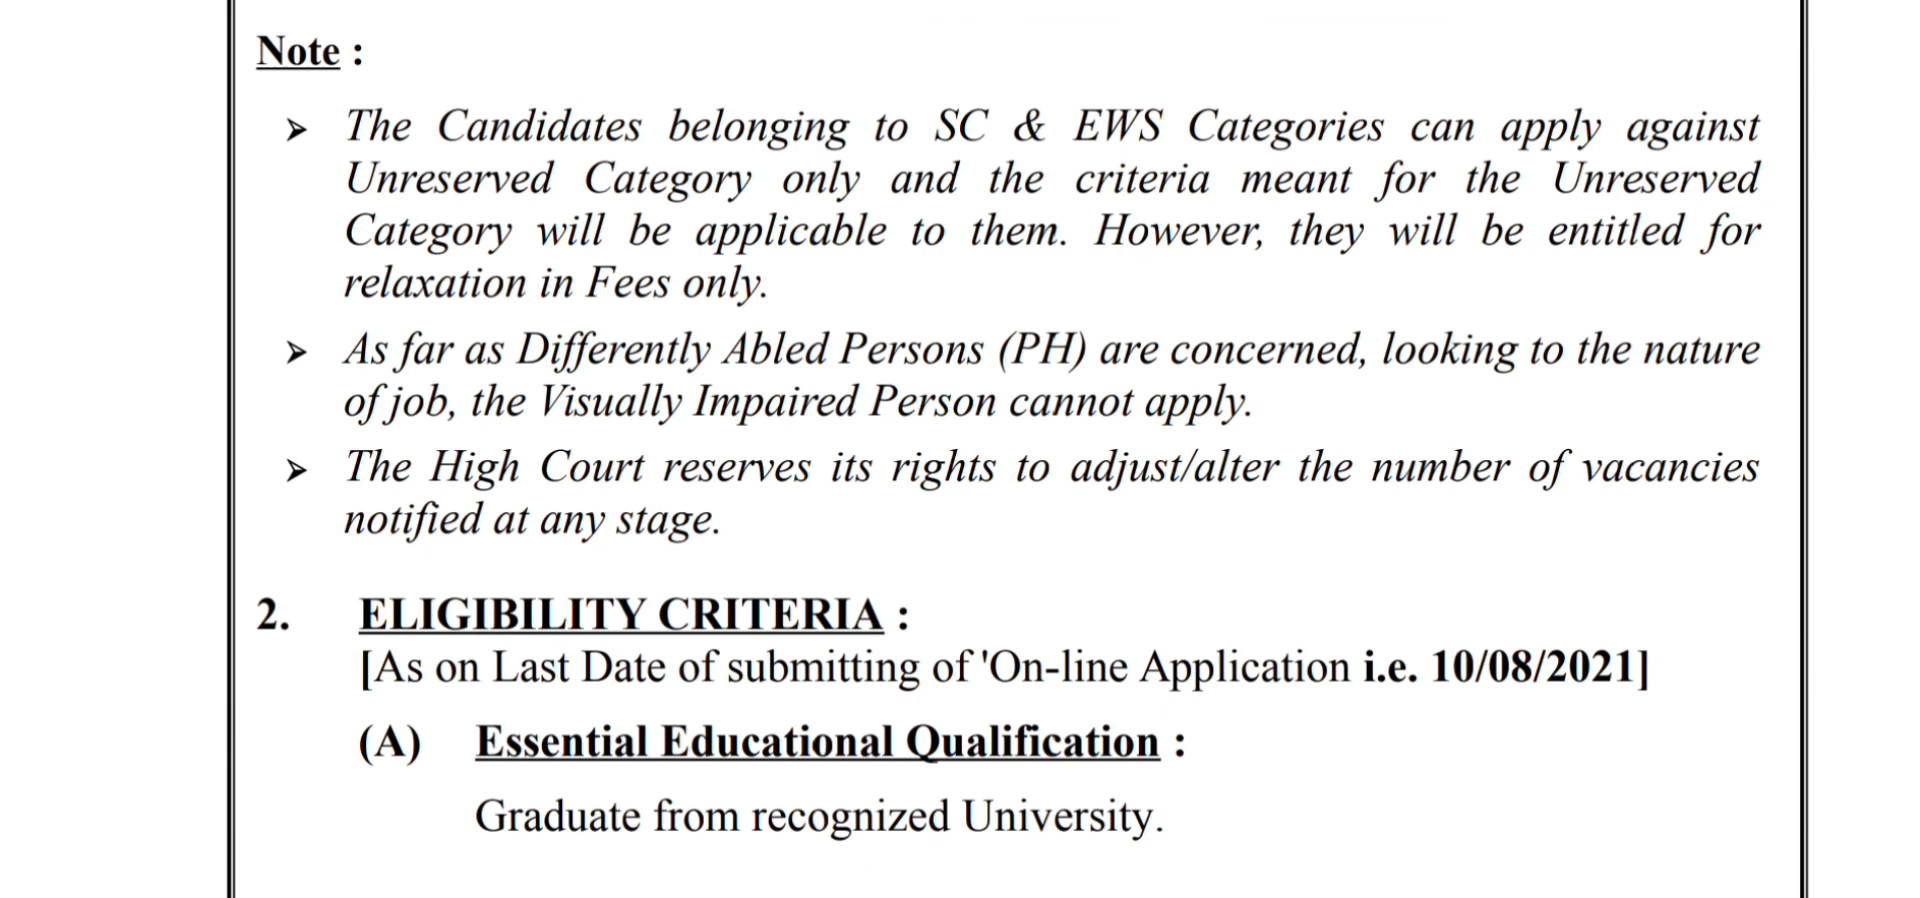 Note :
➢ The Candidates belonging to SC & EWS Categories can apply against
Unreserved Category only and the criteria meant for the Unreserved
Category will be applicable to them. However, they will be entitled for
relaxation in Fees only.
➢ As far as Differently Abled Persons (PH) are concerned, looking to the nature
of job, the Visually Impaired Person cannot apply.
➢ The High Court reserves its rights to adjust/alter the number of vacancies
notified at any stage.
2. ELIGIBILITY CRITERIA :
[As on Last Date of submitting of 'On-line Application i.e. 10/08/2021]
(A) Essential Educational Qualification :
Graduate from recognized University.